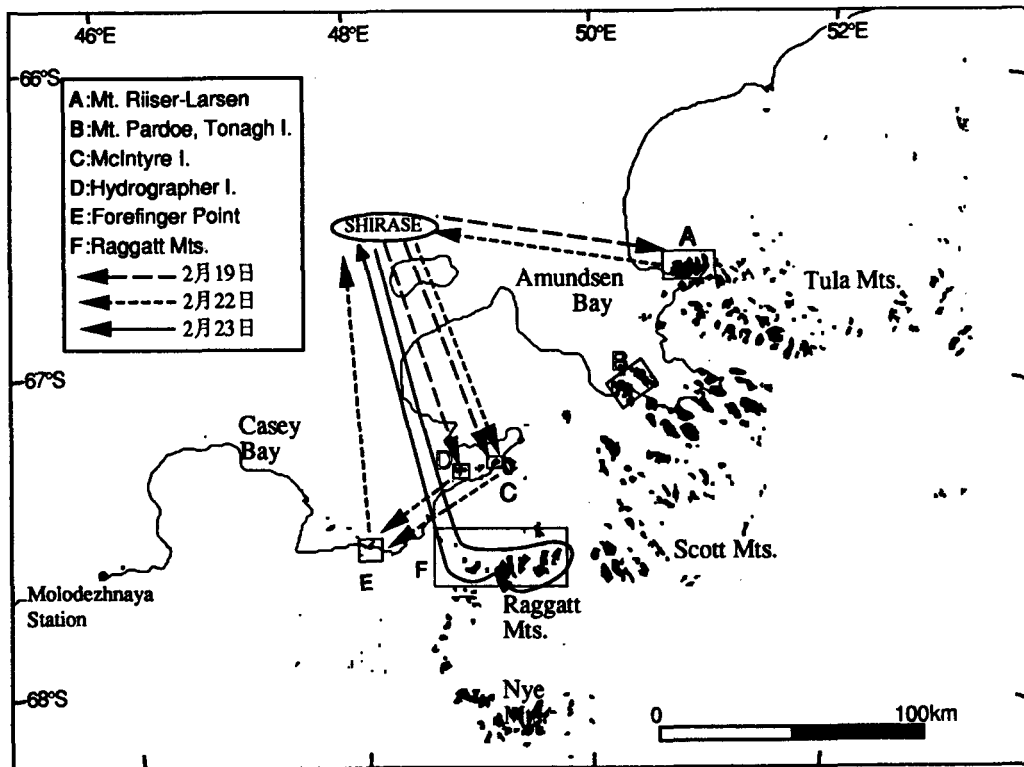 46°E 48°E 50°E 52°E
66°S
A:Mt. Riiser-Larsen
B:Mt. Pardoe, Tonagh I.
C:McIntyre I.
D:Hydrographer I.
E:Forefinger Point
F:Raggatt Mts.
2月19日
2月22日
2月23日
SHIRASE
A
Amundsen
Bay
Tula Mts.
B
67°S
Casey
Bay
D
C
Scott Mts.
E
F
Molodezhnaya
Station
Raggatt
Mts.
68°S
Nye
0 100km